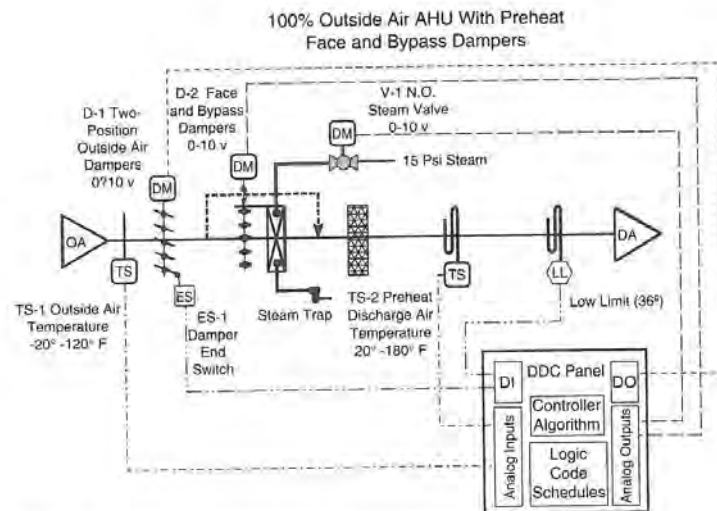 100% Outside Air AHU With Preheat
Face and Bypass Dampers
D-2 Face
and Bypass
Dampers
0-10 v
V-1 N.O.
Steam Valve
0-10 v
D-1 Two-
Position
Outside Air
Dampers
0?10 v
DM
DM
DM
15 Psi Steam
OA
DA
TS
ES
TS
LL
TS-1 Outside Air
Temperature
-20° -120° F
ES-1
Damper
End
Switch
Steam Trap
TS-2 Preheat
Discharge Air
Temperature
20° -180° F
Low Limit (36º)
DDC Panel
DI
DO
Controller
Algorithm
Logic
Code
Schedules
Analog Inputs
Analog Outputs